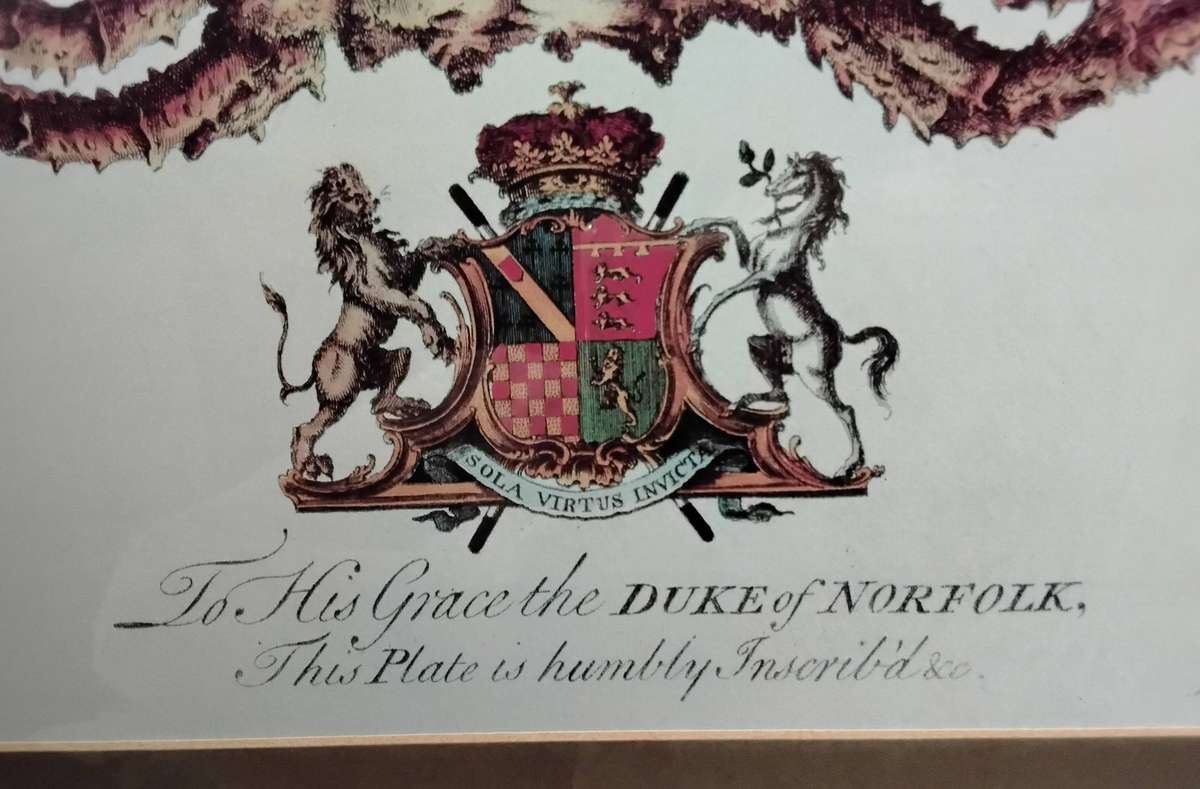 SOLA VIRTUS INVICTA
To His Grace the DUKE of NORFOLK,
This Plate is humbly Inscrib'd &c.